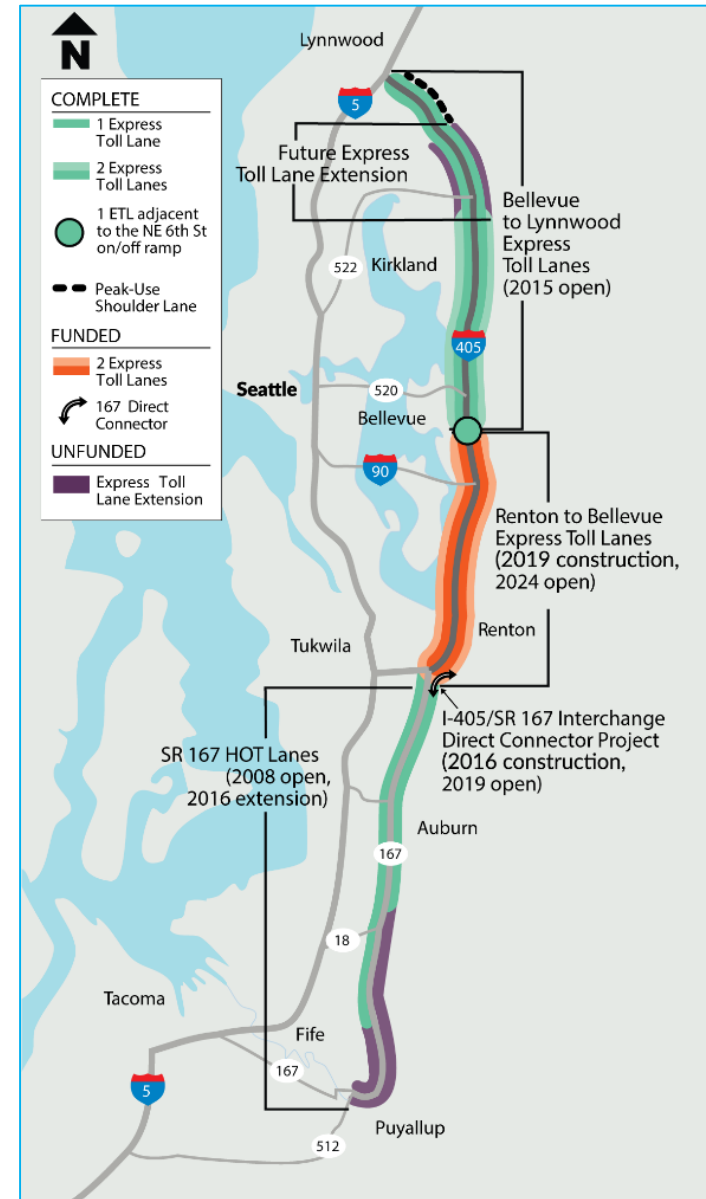 N
COMPLETE
1 Express
Toll Lane
2 Express
Toll Lanes
1 ETL adjacent
to the NE 6th St
on/off ramp
Peak-Use
Shoulder Lane
FUNDED
2 Express
Toll Lanes
167 Direct
Connector
UNFUNDED
Express Toll
Lane Extension
Lynnwood
5
Future Express
Toll Lane Extension
Bellevue
to Lynnwood
Express
Toll Lanes
(2015 open)
522
Kirkland
405
Seattle
520
Bellevue
90
Renton to Bellevue
Express Toll Lanes
(2019 construction,
2024 open)
Renton
Tukwila
I-405/SR 167 Interchange
Direct Connector Project
(2016 construction,
2019 open)
SR 167 HOT Lanes
(2008 open,
2016 extension)
Auburn
167
18
Tacoma
Fife
167
5
Puyallup
512